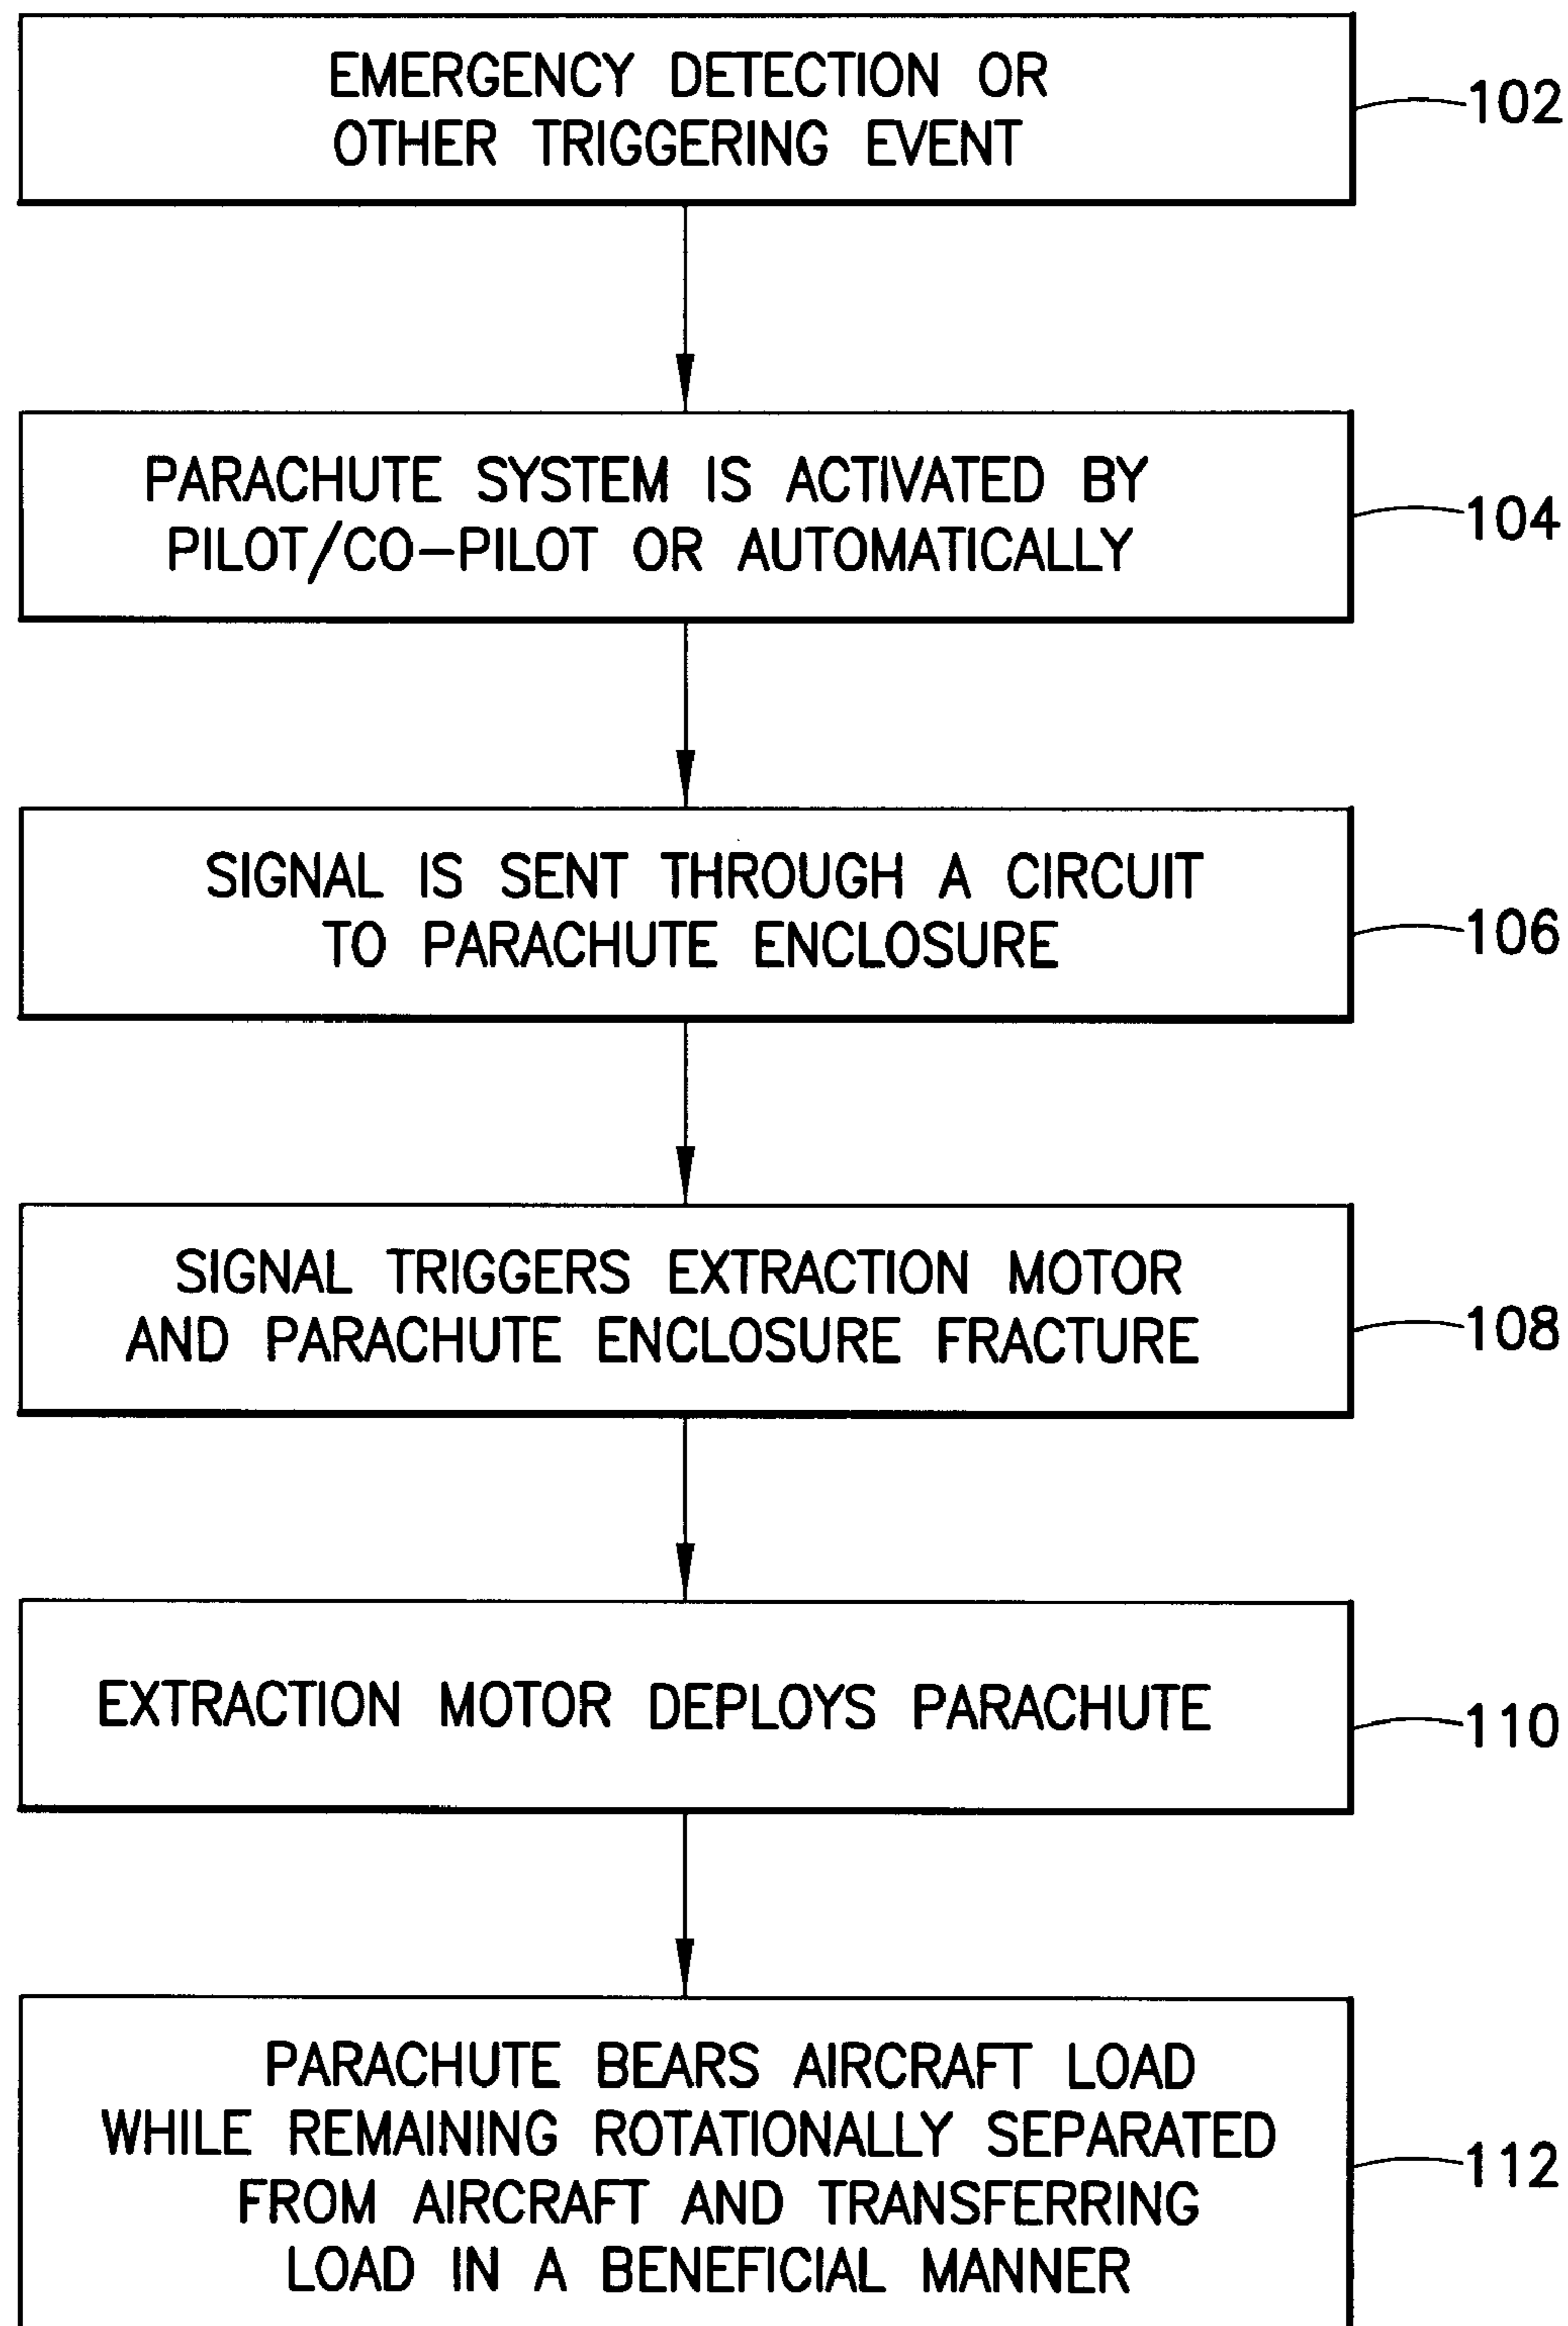 EMERGENCY DETECTION OR
OTHER TRIGGERING EVENT
102
PARACHUTE SYSTEM IS ACTIVATED BY
PILOT/CO-PILOT OR AUTOMATICALLY
104
SIGNAL IS SENT THROUGH A CIRCUIT
TO PARACHUTE ENCLOSURE
106
SIGNAL TRIGGERS EXTRACTION MOTOR
AND PARACHUTE ENCLOSURE FRACTURE
108
EXTRACTION MOTOR DEPLOYS PARACHUTE
110
PARACHUTE BEARS AIRCRAFT LOAD
WHILE REMAINING ROTATIONALLY SEPARATED
FROM AIRCRAFT AND TRANSFERRING
LOAD IN A BENEFICIAL MANNER
112